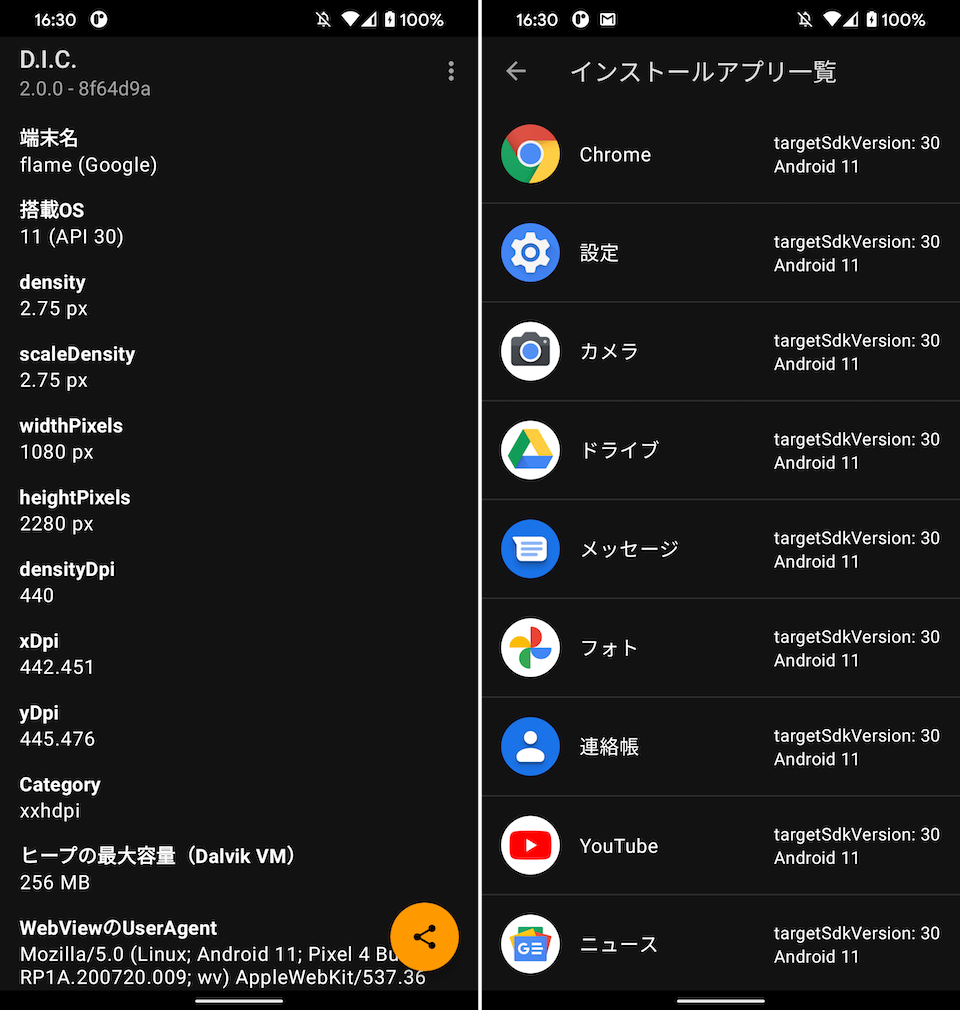 16:30
100%
D.I.C.
2.0.0 - 8f64d9a
端末名
flame (Google)
搭載OS
11 (API 30)
density
2.75 px
scaleDensity
2.75 px
widthPixels
1080 px
heightPixels
2280 px
densityDpi
440
xDpi
442.451
yDpi
445.476
Category
xxhdpi
ヒープの最大容量（Dalvik VM）
256 MB
WebViewのUserAgent
Mozilla/5.0 (Linux; Android 11; Pixel 4 Bu
RP1A.200720.009; wv) AppleWebKit/537.36
16:30
100%
インストールアプリ一覧
Chrome
targetSdkVersion: 30
Android 11
設定
targetSdkVersion: 30
Android 11
カメラ
targetSdkVersion: 30
Android 11
ドライブ
targetSdkVersion: 30
Android 11
メッセージ
targetSdkVersion: 30
Android 11
フォト
targetSdkVersion: 30
Android 11
連絡帳
targetSdkVersion: 30
Android 11
YouTube
targetSdkVersion: 30
Android 11
GE
ニュース
targetSdkVersion: 30
Android 11